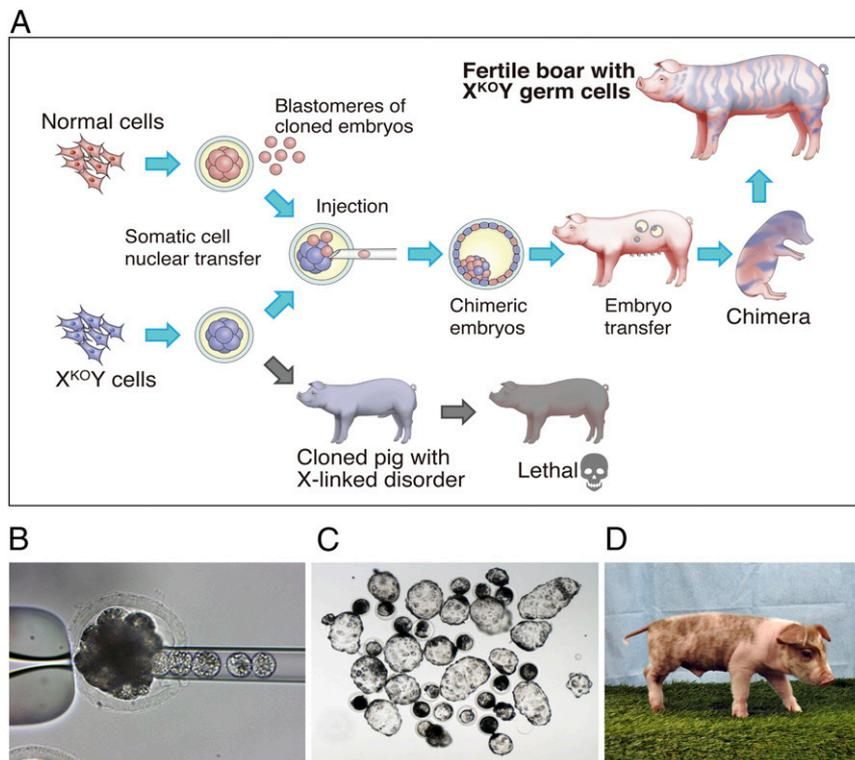 A
Fertile boar with
XᴷᴼY germ cells
Blastomeres of
cloned embryos
Normal cells
Injection
Somatic cell
nuclear transfer
Chimeric
embryos
Embryo
transfer
Chimera
XᴷᴼY cells
Cloned pig with
X-linked disorder
Lethal
B
C
D